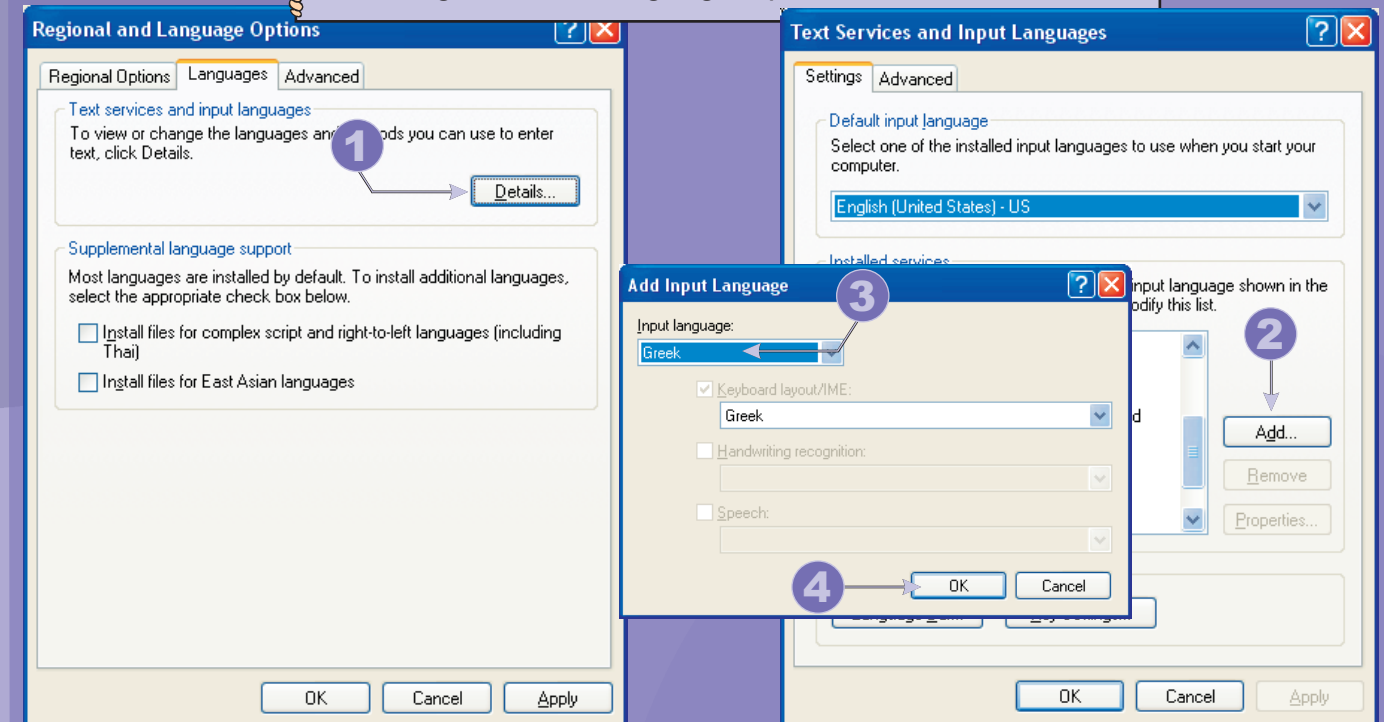 Regional and Language Options
Regional Options Languages Advanced
Text services and input languages
To view or change the languages and ods you can use to enter
text, click Details.
1
Details...
Supplemental language support
Most languages are installed by default. To install additional languages,
select the appropriate check box below.
Install files for complex script and right-to-left languages (including
Thai)
Install files for East Asian languages
OK Cancel Apply
Text Services and Input Languages
Settings Advanced
Default input language
Select one of the installed input languages to use when you start your
computer.
English (United States) - US
Installed services
input language shown in the
odify this list.
2
d
Add...
Remove
Properties...
Add Input Language
3
Input language:
Greek
Keyboard layout/IME:
Greek
Handwriting recognition:
Speech:
4
OK Cancel
OK Cancel Apply